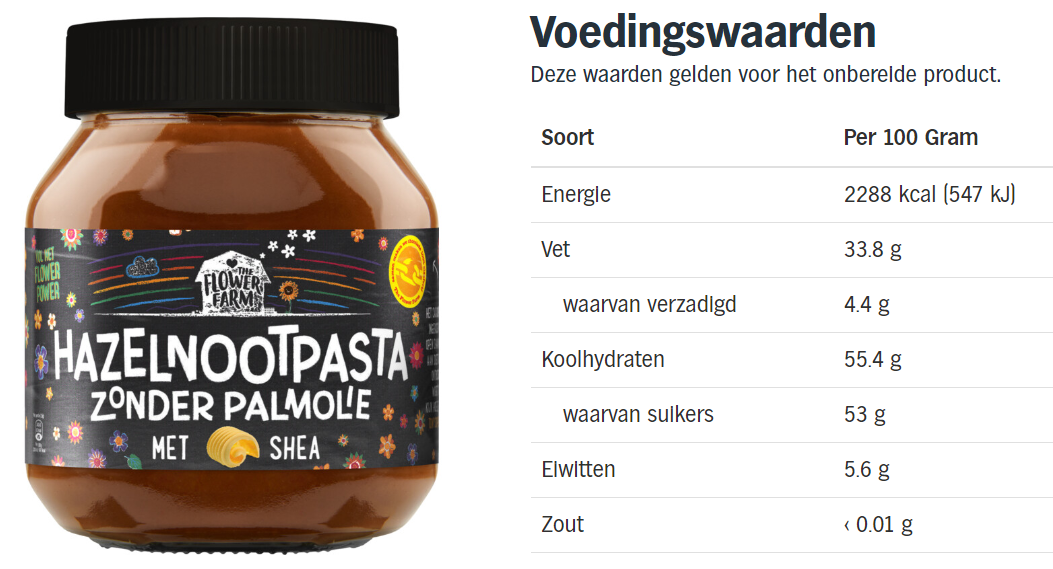 VOL MET
FLOWER
POWER
THE
FLOWER
FARM
HAZELNOOTPASTA
ZONDER PALMOLIE
MET SHEA
Voedingswaarden
Deze waarden gelden voor het onberelde product.
Soort Per 100 Gram
Energie 2288 kcal (547 kJ)
Vet 33.8 g
waarvan verzadigd 4.4 g
Koolhydraten 55.4 g
waarvan suikers 53 g
Eiwitten 5.6 g
Zout ‹ 0.01 g